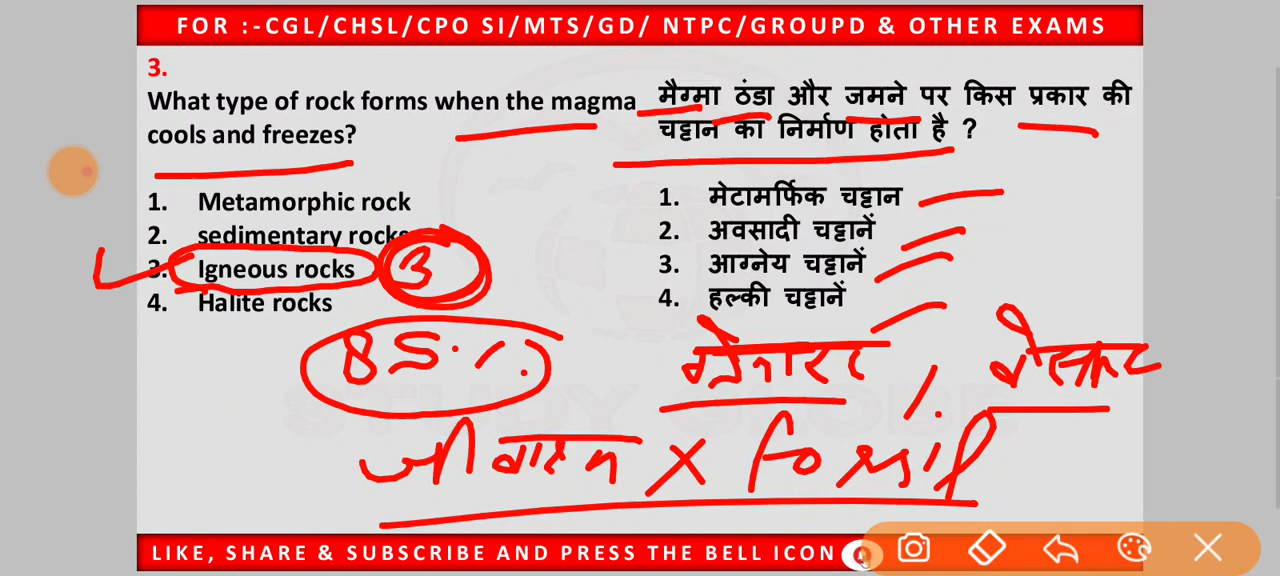 FOR :-CGL/CHSL/CPO SI/MTS/GD/ NTPC/GROUPD & OTHER EXAMS
3.
What type of rock forms when the magma
cools and freezes?
1. Metamorphic rock
2. sedimentary rocks
3. Igneous rocks 3
4. Halite rocks
मैग्मा ठंडा और जमने पर किस प्रकार की
चट्टान का निर्माण होता है ?
1. मेटामर्फिक चट्टान
2. अवसादी चट्टानें
3. आग्नेय चट्टानें
4. हल्की चट्टानें
85%
जीवाश्म X fossil
LIKE, SHARE & SUBSCRIBE AND PRESS THE BELL ICON